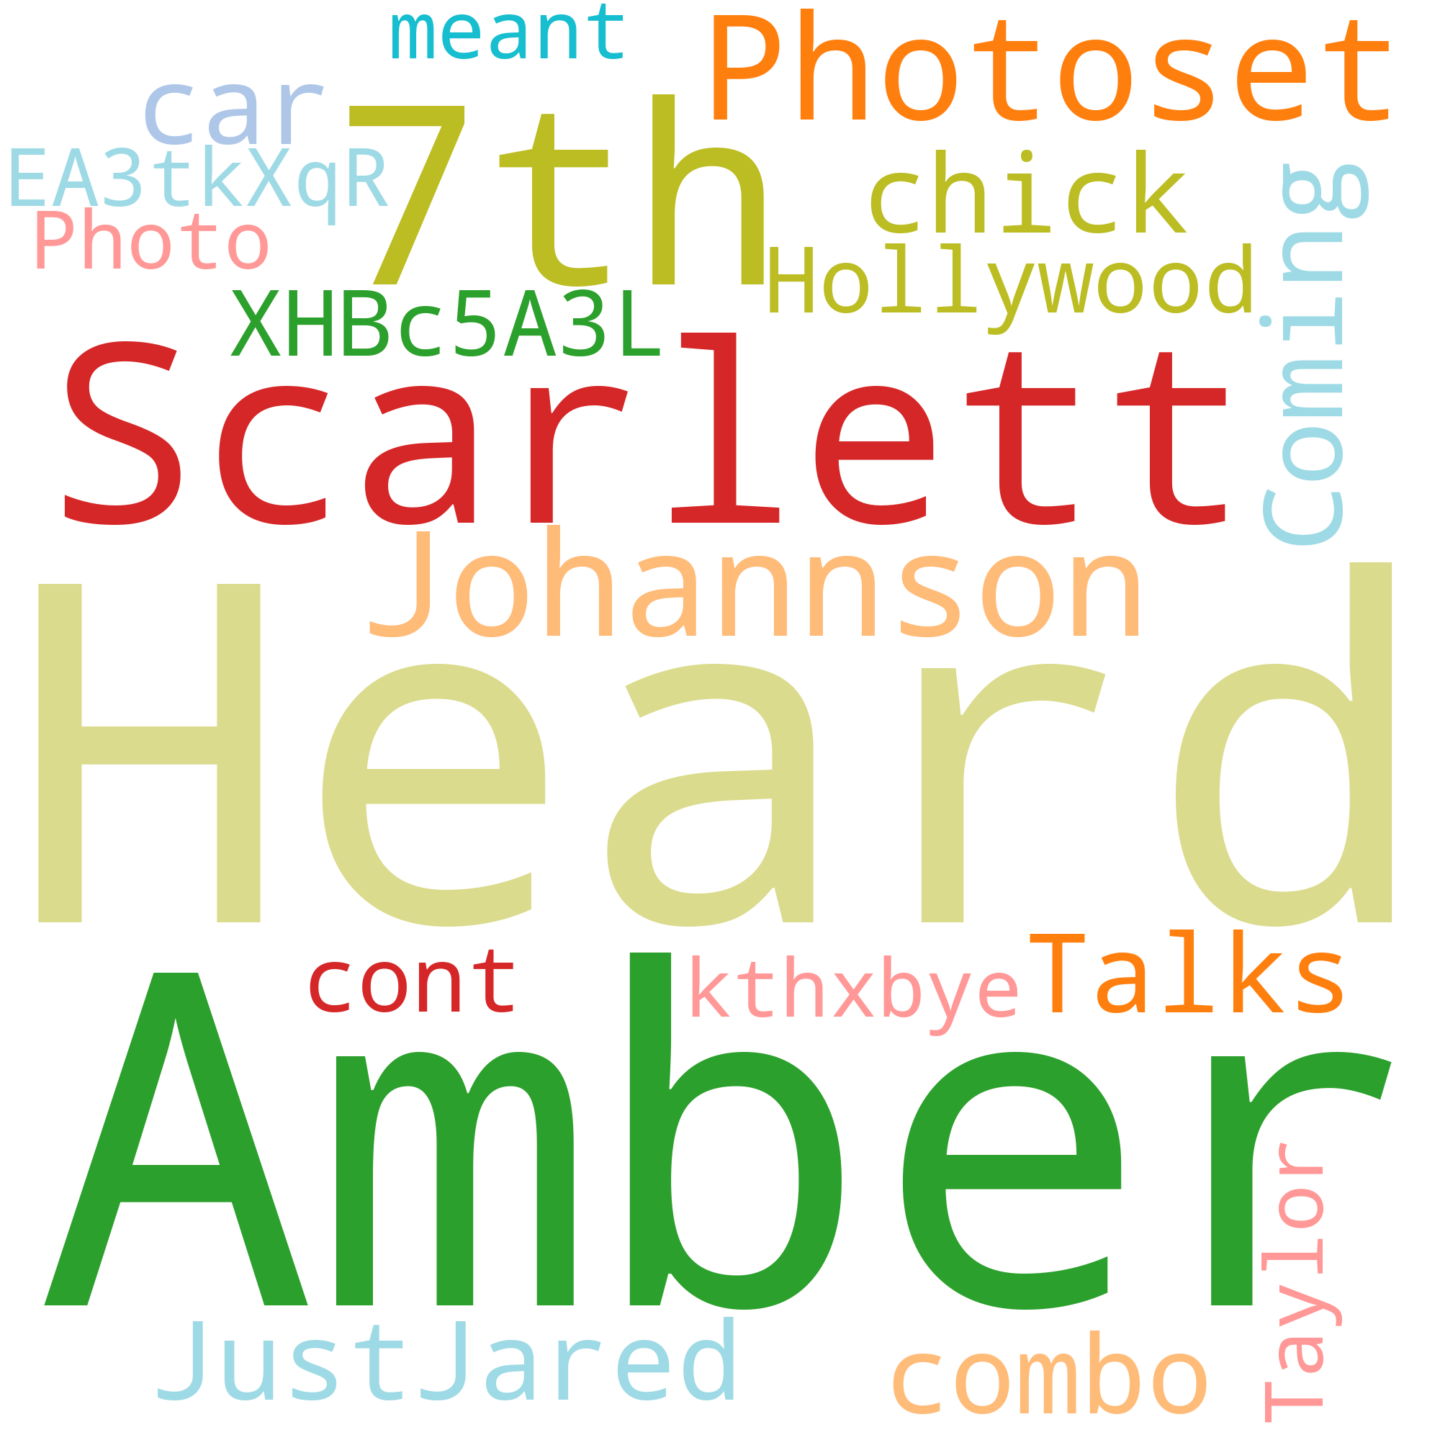 meant
Photoset
car
7th
EA3tkXqR
chick
Photo
Hollywood
Coming
XHBc5A3L
Scarlett
Johannson
Heard
cont
kthxbye
Talks
Amber
Taylor
JustJared
combo